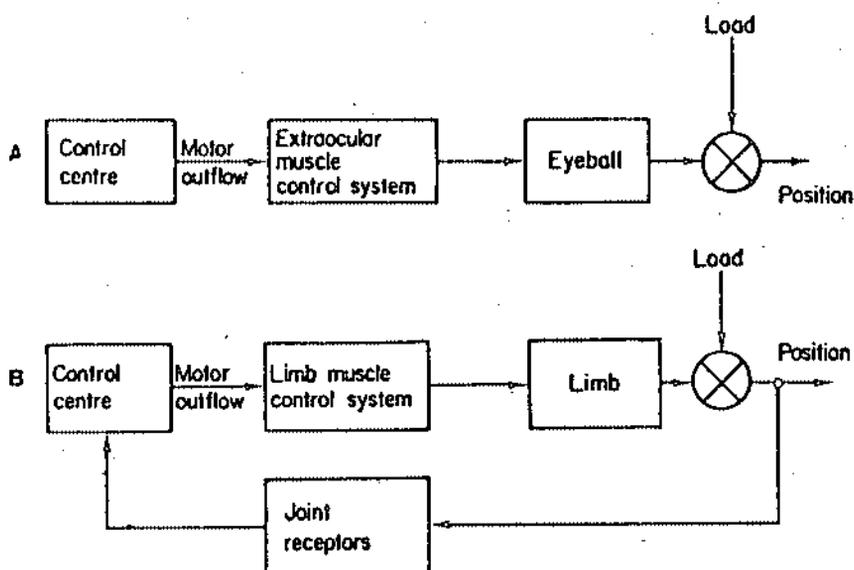 Load
A
Control
centre
Motor
outflow
Extraocular
muscle
control system
Eyeball
Position
Load
B
Control
centre
Motor
outflow
Limb muscle
control system
Limb
Position
Joint
receptors